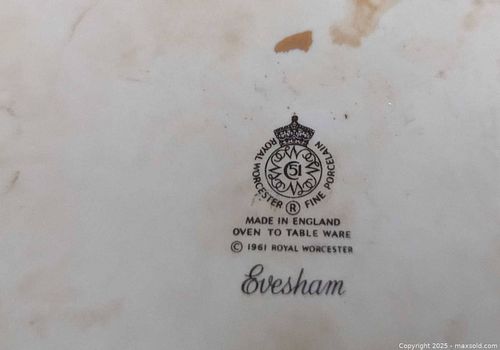 ROYAL WORCESTER ® FINE PORCELAIN
51
MADE IN ENGLAND
OVEN TO TABLE WARE
© 1961 ROYAL WORCESTER
Evesham
Copyright 2025 - maxsold.com